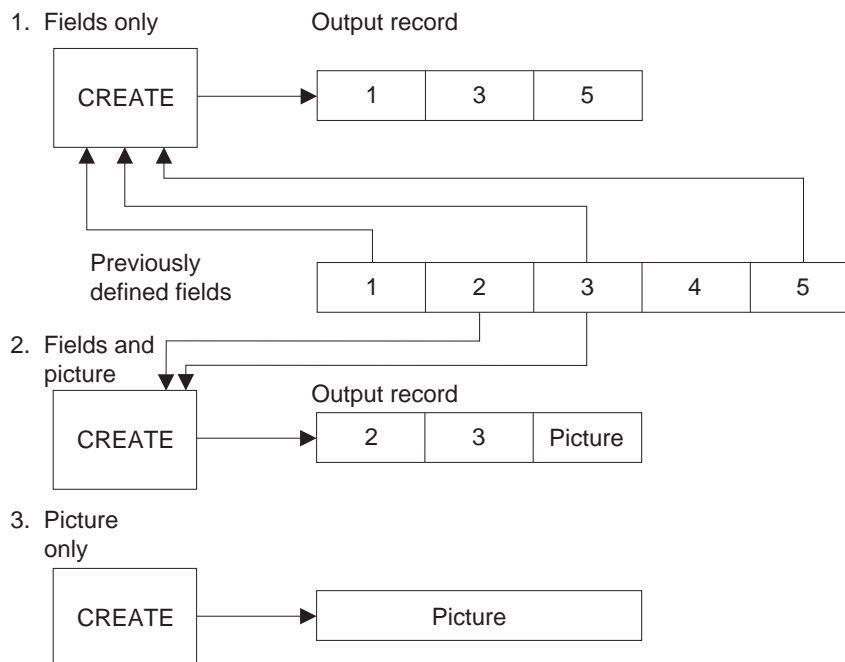 1. Fields only
Output record
CREATE
1 3 5
Previously
defined fields
1 2 3 4 5
2. Fields and
picture
Output record
CREATE
2 3 Picture
3. Picture
only
CREATE
Picture